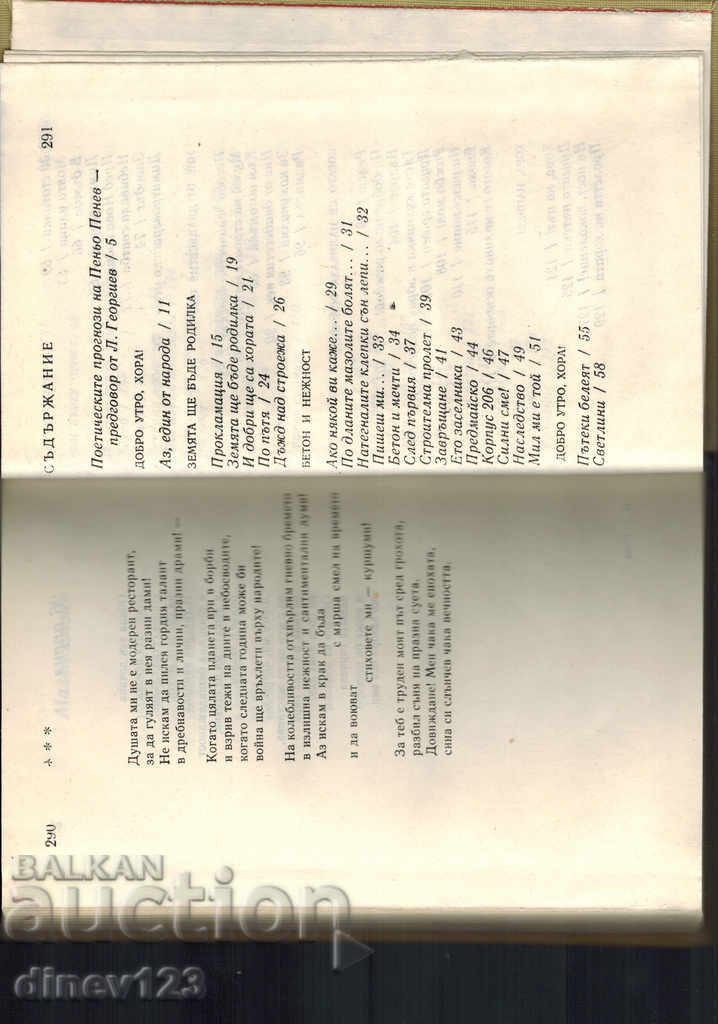 290
* * *
Душата ми не е модерен ресторант,
за да гуляят в нея разни дами!
Не искам да пилея гордия талант
в дребнавости и лични, празни драми! —
Когато цялата планета ври в борби
и взрив тежи на дните в небосводите,
когато следната година може би
война ще връхлети върху народите!
На колебливостта отхвърлям гневно бремето
в излишна нежност и сантиментални думи!
Аз искам в крак да бъда
с марша смел на времето
и да воюват
стиховете ми — куршуми!
За теб е труден моят път сред грохота,
разбил съня на празна суета.
Довиждане! Мен чака ме епохата,
сина си слънчев чака вечността.
СЪДЪРЖАНИЕ
291
Поетическите прогнози на Пеньо Пенев —
предговор от Л. Георгиев / 5
ДОБРО УТРО, ХОРА!
Аз, един от народа / 11
ЗЕМЯТА ЩЕ БЪДЕ РОДИЛКА
Прокламация / 15
Земята ще бъде родилка / 19
И добри ще са хората / 21
По пътя / 24
Дъжд над строежа / 26
БЕТОН И НЕЖНОСТ
Ако някой ви каже... / 29
По дланите мазолите болят... / 31
Натегналите клепки сън лепи... / 32
Пишеш ми... / 33
Бетон и мечти / 34
След първия / 37
Строителна пролет / 39
Завръщане / 41
Ето заселника / 43
Предмайско / 44
Корпус 206 / 46
Силни сме! / 47
Наследство / 49
Мил ми е той / 51
ДОБРО УТРО, ХОРА!
Пътеки белеят / 55
Светлини / 58
BALKAN
auction
dinev123